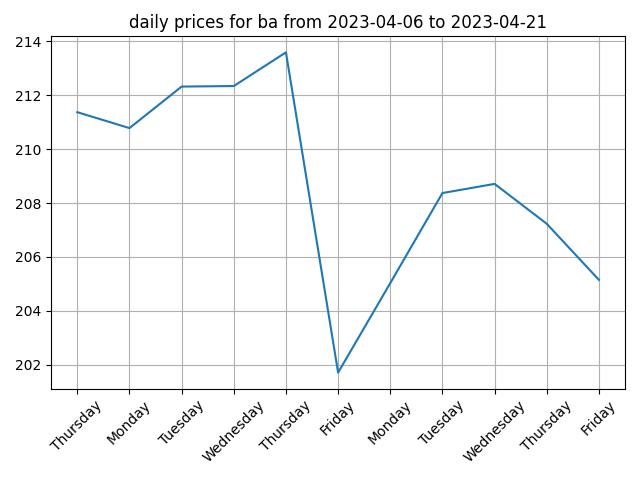 daily prices for ba from 2023-04-06 to 2023-04-21
214
212
210
208
206
204
202
Thursday
Monday
Tuesday
Wednesday
Thursday
Friday
Monday
Tuesday
Wednesday
Thursday
Friday